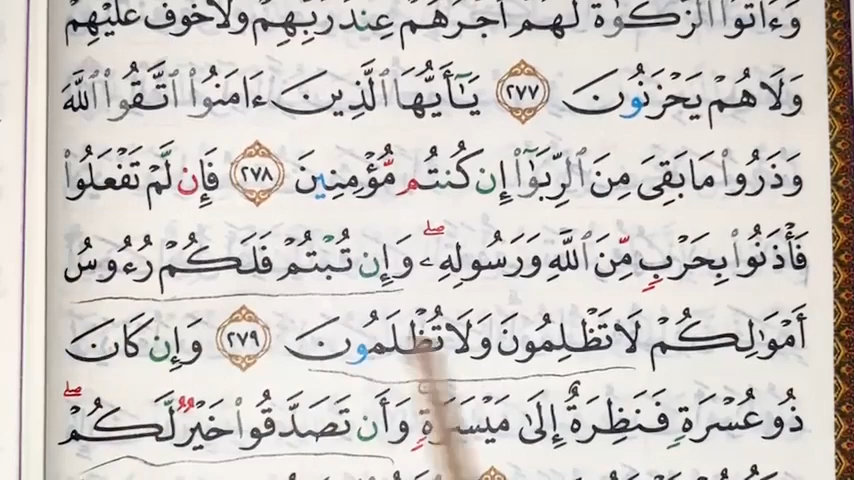 وَءَاتَوُا۟ ٱلزَّكَوٰةَ لَهُمْ أَجْرُهُمْ عِندَ رَبِّهِمْ وَلَا خَوْفٌ عَلَيْهِمْ
وَلَا هُمْ يَحْزَنُونَ ٢٧٧ يَـٰٓأَيُّهَا ٱلَّذِينَ ءَامَنُوا۟ ٱتَّقُوا۟ ٱللَّهَ
وَذَرُوا۟ مَا بَقِىَ مِنَ ٱلرِّبَوٰٓا۟ إِن كُنتُم مُّؤْمِنِينَ ٢٧٨ فَإِن لَّمْ تَفْعَلُوا۟
فَأْذَنُوا۟ بِحَرْبٍ مِّنَ ٱللَّهِ وَرَسُولِهِۦ ۖ وَإِن تُبْتُمْ فَلَكُمْ رُءُوسُ
أَمْوَٰلِكُمْ لَا تَظْلِمُونَ وَلَا تُظْلَمُونَ ٢٧٩ وَإِن كَانَ
ذُو عُسْرَةٍ فَنَظِرَةٌ إِلَىٰ مَيْسَرَةٍ وَأَن تَصَدَّقُوا۟ خَيْرٌ لَّكُمْ ۖ